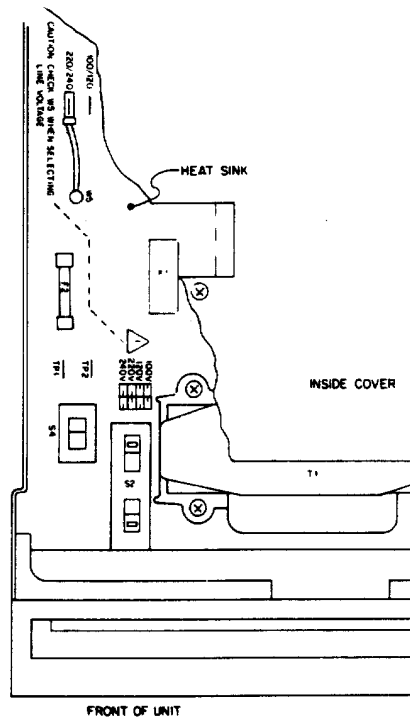 CAUTION: CHECK W5 WHEN SELECTING
LINE VOLTAGE
220/240
100/120
W5
HEAT SINK
F2
TP1
TP2
240V
220V
120V
100V
INSIDE COVER
S4
S2
T1
FRONT OF UNIT